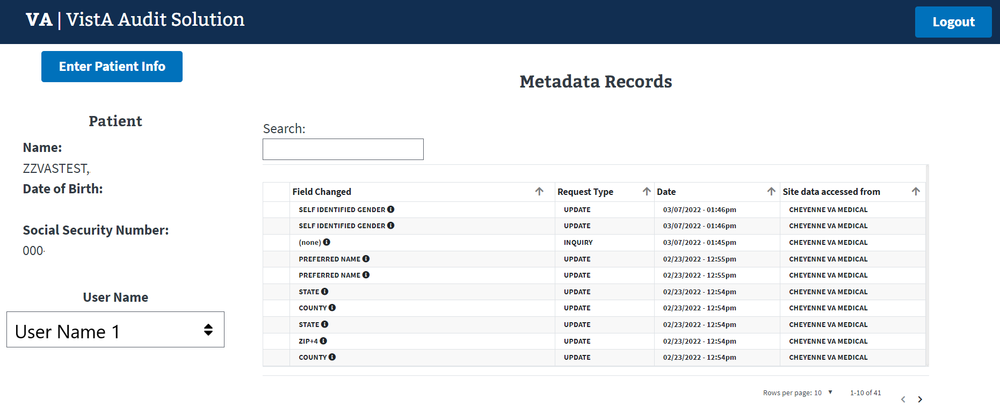 VA | VistA Audit Solution
Logout
Enter Patient Info
Metadata Records
Patient
Name:
ZZVASTEST,
Date of Birth:
Social Security Number:
000-
User Name
User Name 1
Search:
Field Changed Request Type Date Site data accessed from
SELF IDENTIFIED GENDER UPDATE 03/07/2022 - 01:46pm CHEYENNE VA MEDICAL
SELF IDENTIFIED GENDER UPDATE 03/07/2022 - 01:46pm CHEYENNE VA MEDICAL
(none) INQUIRY 03/07/2022 - 01:45pm CHEYENNE VA MEDICAL
PREFERRED NAME UPDATE 02/23/2022 - 12:55pm CHEYENNE VA MEDICAL
PREFERRED NAME UPDATE 02/23/2022 - 12:55pm CHEYENNE VA MEDICAL
STATE UPDATE 02/23/2022 - 12:54pm CHEYENNE VA MEDICAL
COUNTY UPDATE 02/23/2022 - 12:54pm CHEYENNE VA MEDICAL
STATE UPDATE 02/23/2022 - 12:54pm CHEYENNE VA MEDICAL
ZIP+4 UPDATE 02/23/2022 - 12:54pm CHEYENNE VA MEDICAL
COUNTY UPDATE 02/23/2022 - 12:54pm CHEYENNE VA MEDICAL
Rows per page: 10 1-10 of 41